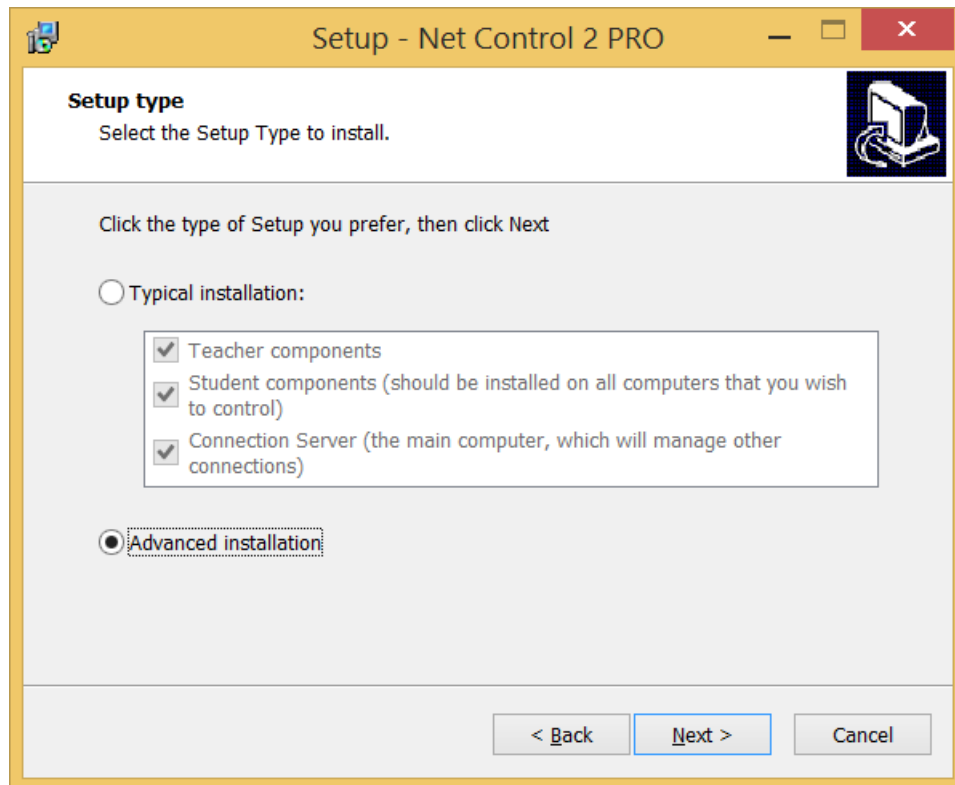 Setup - Net Control 2 PRO
Setup type
Select the Setup Type to install.
Click the type of Setup you prefer, then click Next
Typical installation:
Teacher components
Student components (should be installed on all computers that you wish
to control)
Connection Server (the main computer, which will manage other
connections)
Advanced installation
< Back
Next >
Cancel